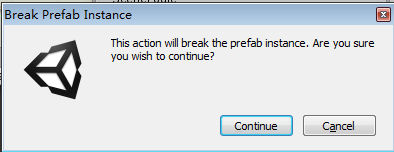 Break Prefab Instance
This action will break the prefab instance. Are you sure
you wish to continue?
Continue
Cancel